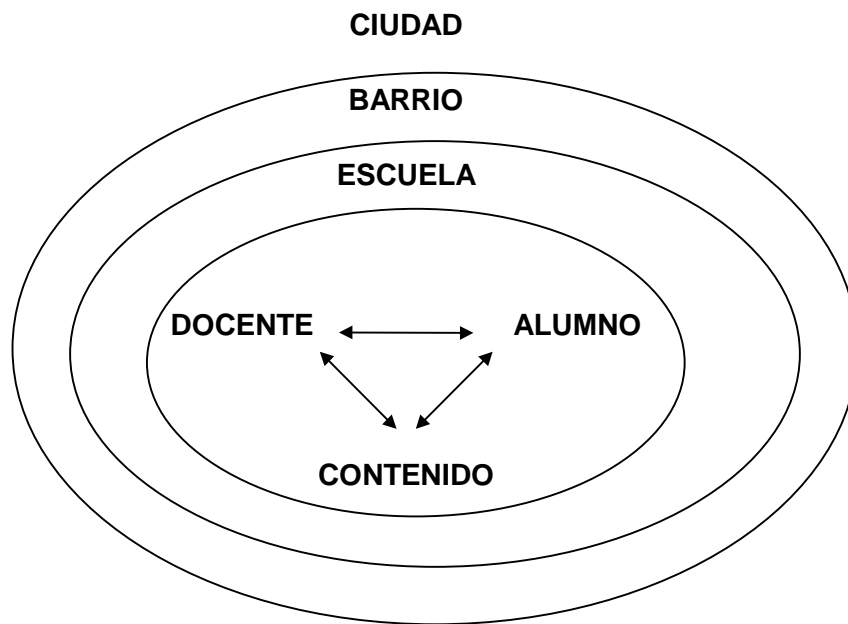 CIUDAD
BARRIO
ESCUELA
DOCENTE ALUMNO
CONTENIDO